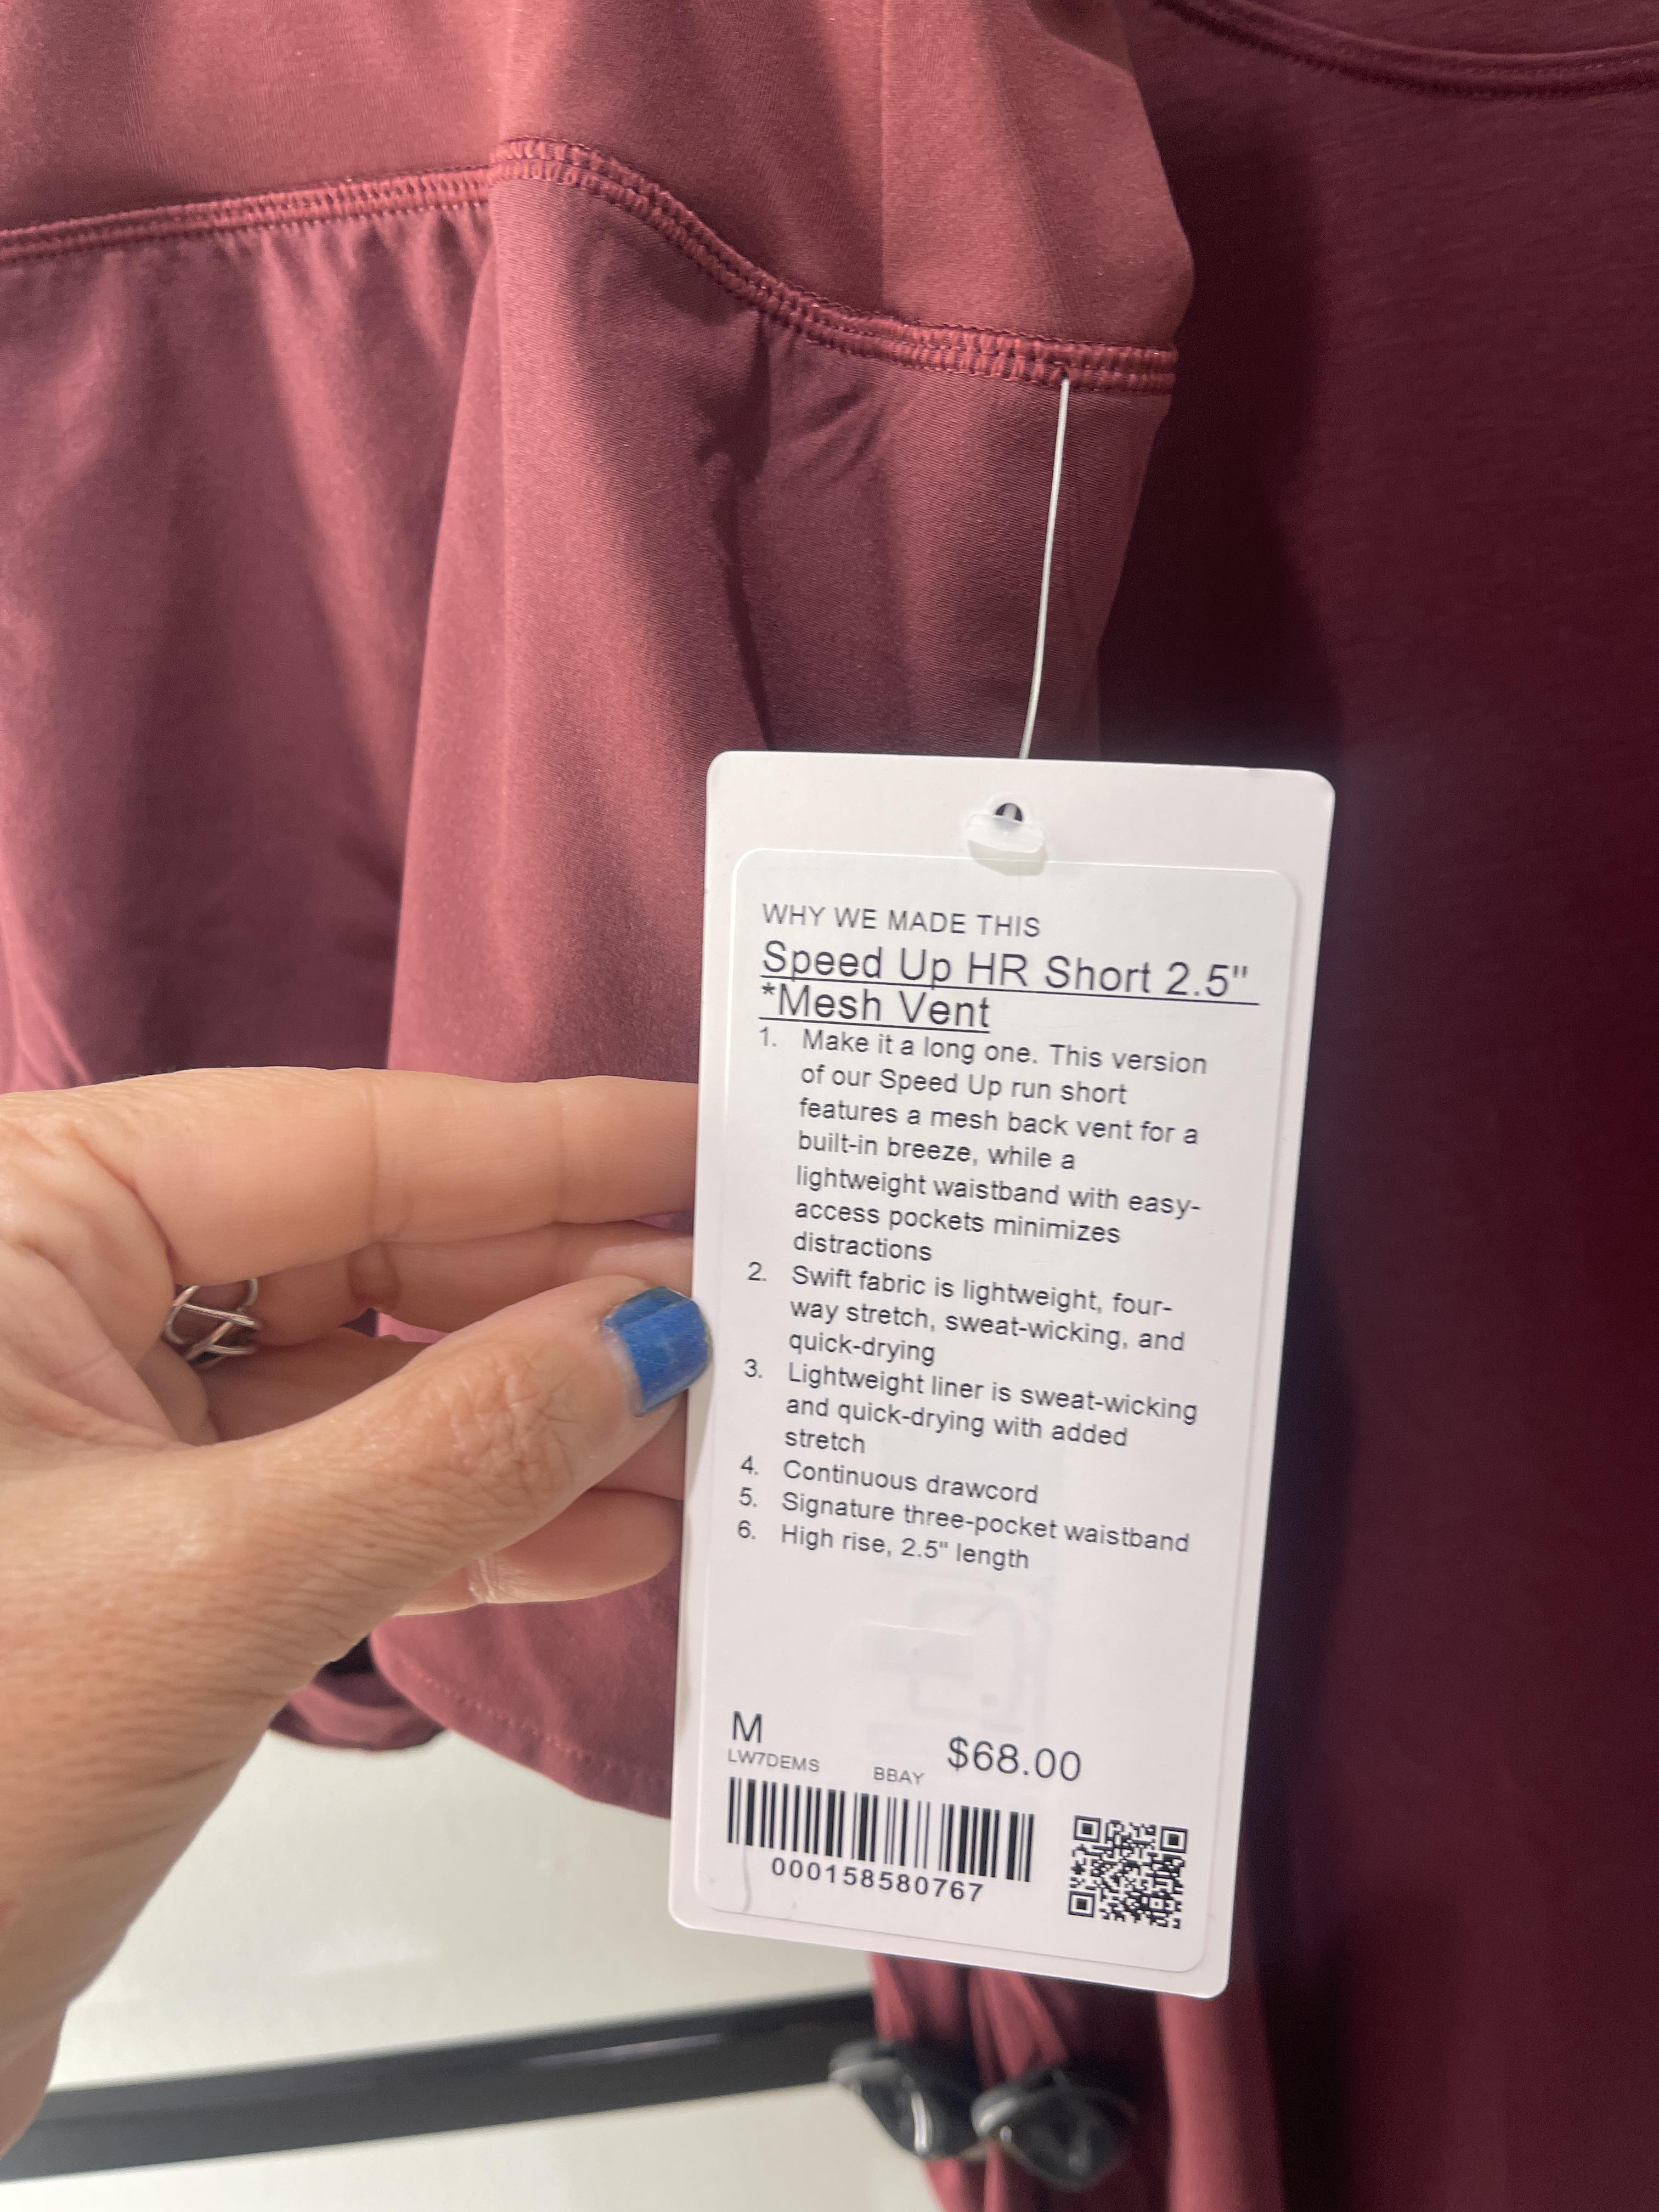 WHY WE MADE THIS
Speed Up HR Short 2.5"
*Mesh Vent
1. Make it a long one. This version
of our Speed Up run short
features a mesh back vent for a
built-in breeze, while a
lightweight waistband with easy-
access pockets minimizes
distractions
2. Swift fabric is lightweight, four-
way stretch, sweat-wicking, and
quick-drying
3. Lightweight liner is sweat-wicking
and quick-drying with added
stretch
4. Continuous drawcord
5. Signature three-pocket waistband
6. High rise, 2.5" length
M
$68.00
LW7DEMS BBAY
000158580767